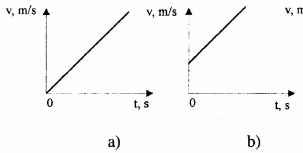 v, m/s v, m/s v, m
0 t, s 0 t, s
a) b)